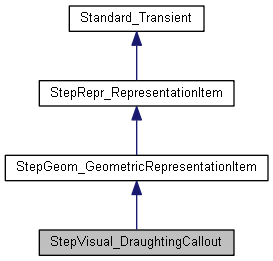 Standard_Transient
StepRepr_RepresentationItem
StepGeom_GeometricRepresentationItem
StepVisual_DraughtingCallout